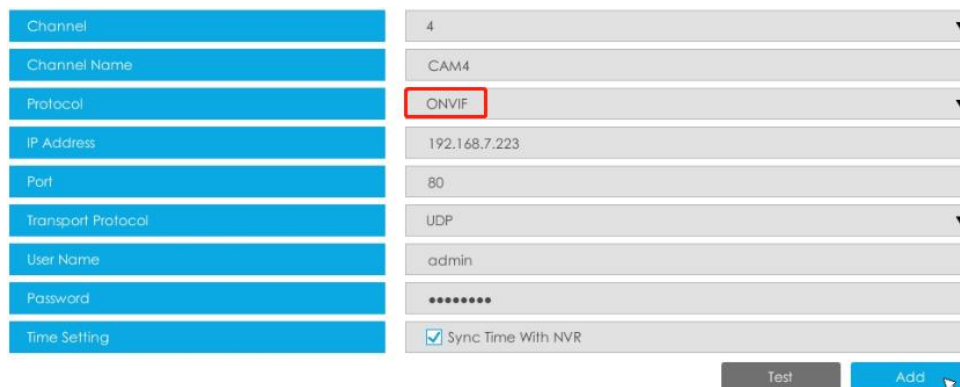 Channel 4
Channel Name CAM4
Protocol ONVIF
IP Address 192.168.7.223
Port 80
Transport Protocol UDP
User Name admin
Password ••••••••
Time Setting Sync Time With NVR
Test Add